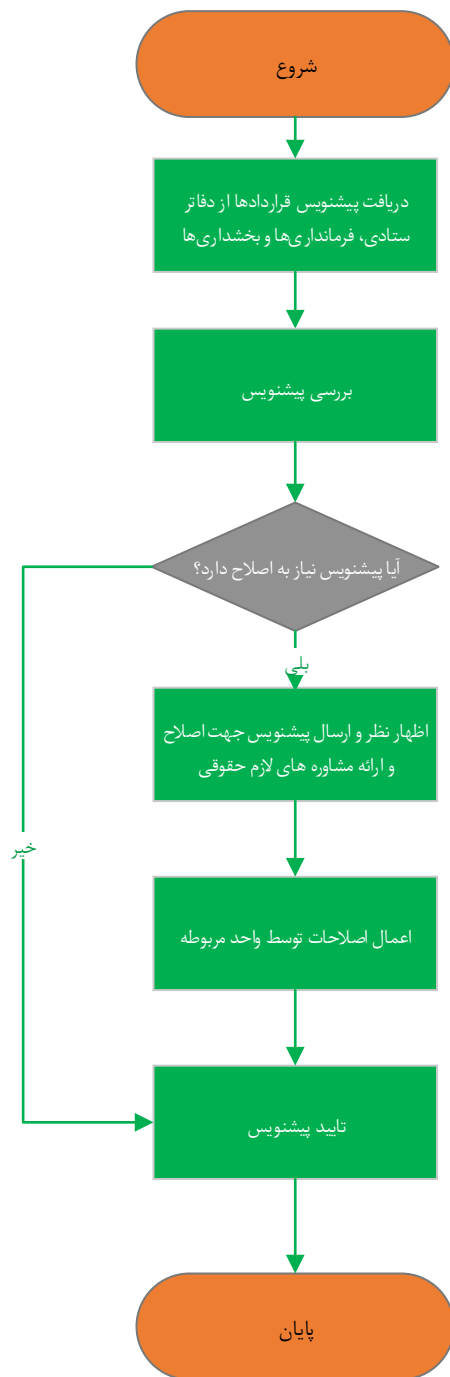 شروع
دریافت پیشنویس قراردادها از دفاتر
ستادی، فرمانداری‌ها و بخشداری‌ها
بررسی پیشنویس
آیا پیشنویس نیاز به اصلاح دارد؟
بلی
اظهار نظر و ارسال پیشنویس جهت اصلاح
و ارائه مشاوره های لازم حقوقی
خیر
اعمال اصلاحات توسط واحد مربوطه
تایید پیشنویس
پایان